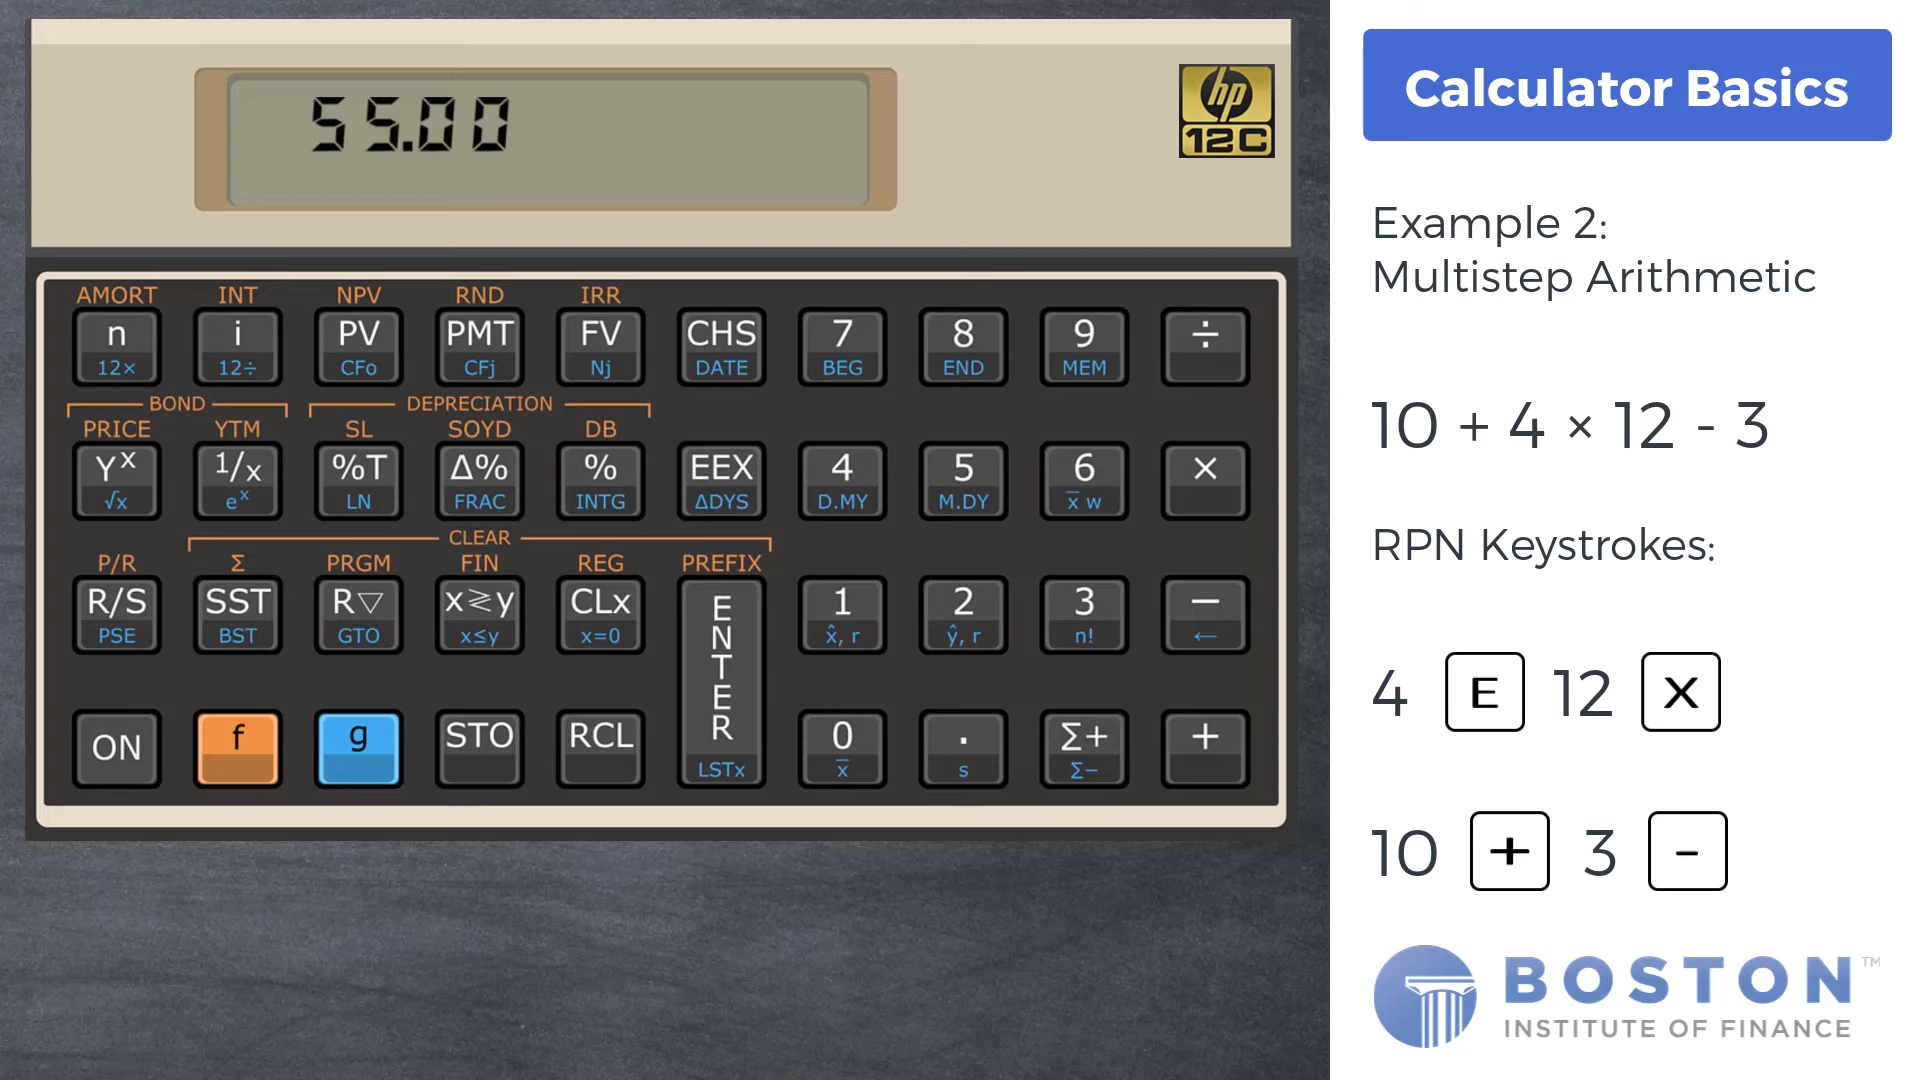 55.00
hp
12C
AMORT INT NPV RND IRR
n i PV PMT FV CHS 7 8 9 ÷
12× 12÷ CFo CFj Nj DATE BEG END MEM
BOND DEPRECIATION
PRICE YTM SL SOYD DB
Yˣ 1/x %T Δ% % EEX 4 5 6 ×
√x eˣ LN FRAC INTG ΔDYS D.MY M.DY x̅ w
CLEAR
P/R Σ PRGM FIN REG PREFIX
R/S SST R▽ x≷y CLx ENTER 1 2 3 −
PSE BST GTO x≤y x=0 x̂, r ŷ, r n! ←
ON f g STO RCL 0 . Σ+ +
LSTx x̅ s Σ−
Calculator Basics
Example 2:
Multistep Arithmetic
10 + 4 × 12 - 3
RPN Keystrokes:
4 E 12 X
10 + 3 -
BOSTON™
INSTITUTE OF FINANCE